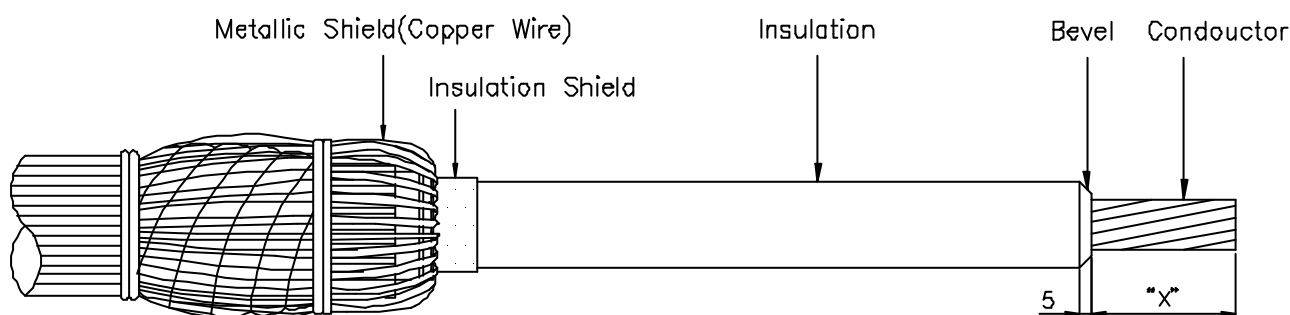 Metallic Shield(Copper Wire) Insulation Bevel Condouctor
Insulation Shield
5 "X"